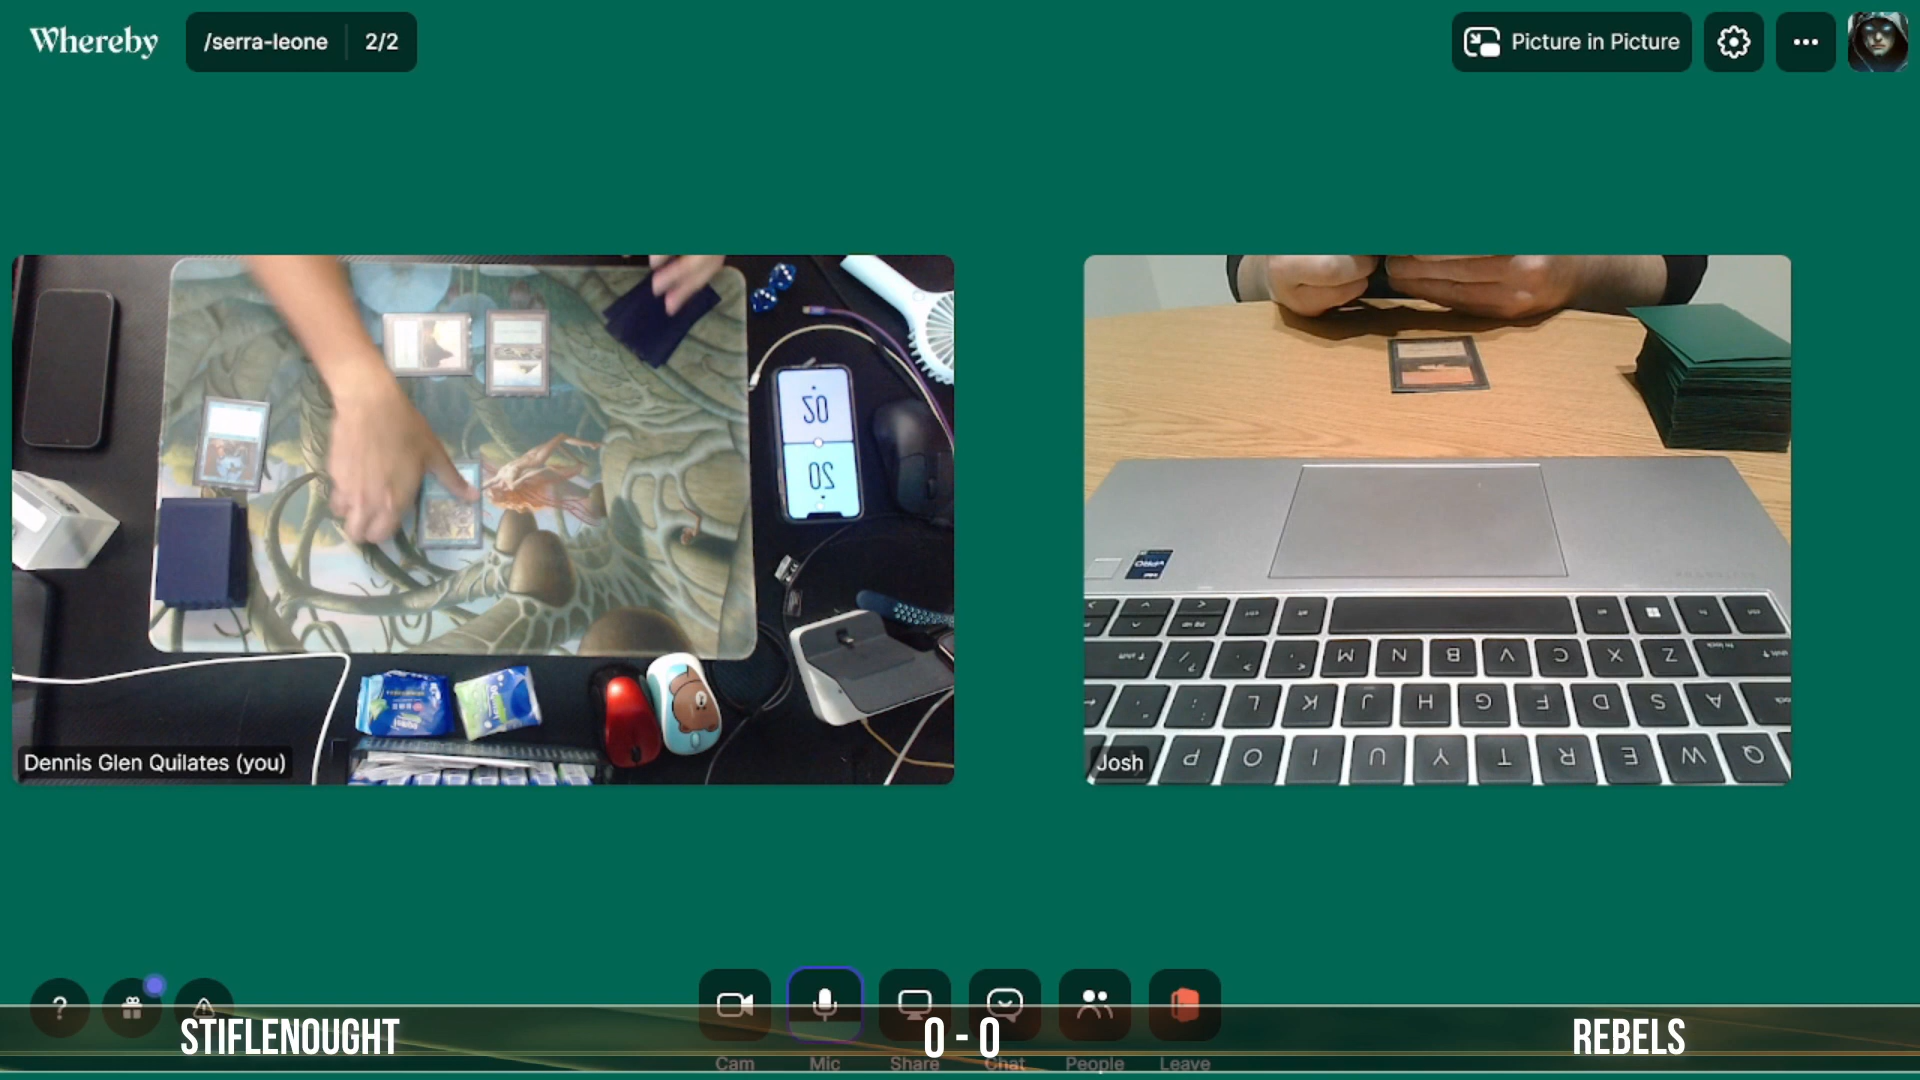 Whereby
/serra-leone
2/2
Picture in Picture
20
20
Dennis Glen Quilates (you)
Josh
vPRO
M N B V C X Z
L K J H G F D S A
P O I U Y T R E W Q
?
STIFLENOUGHT
0 - 0
REBELS
Cam
Mic
Share
Chat
People
Leave